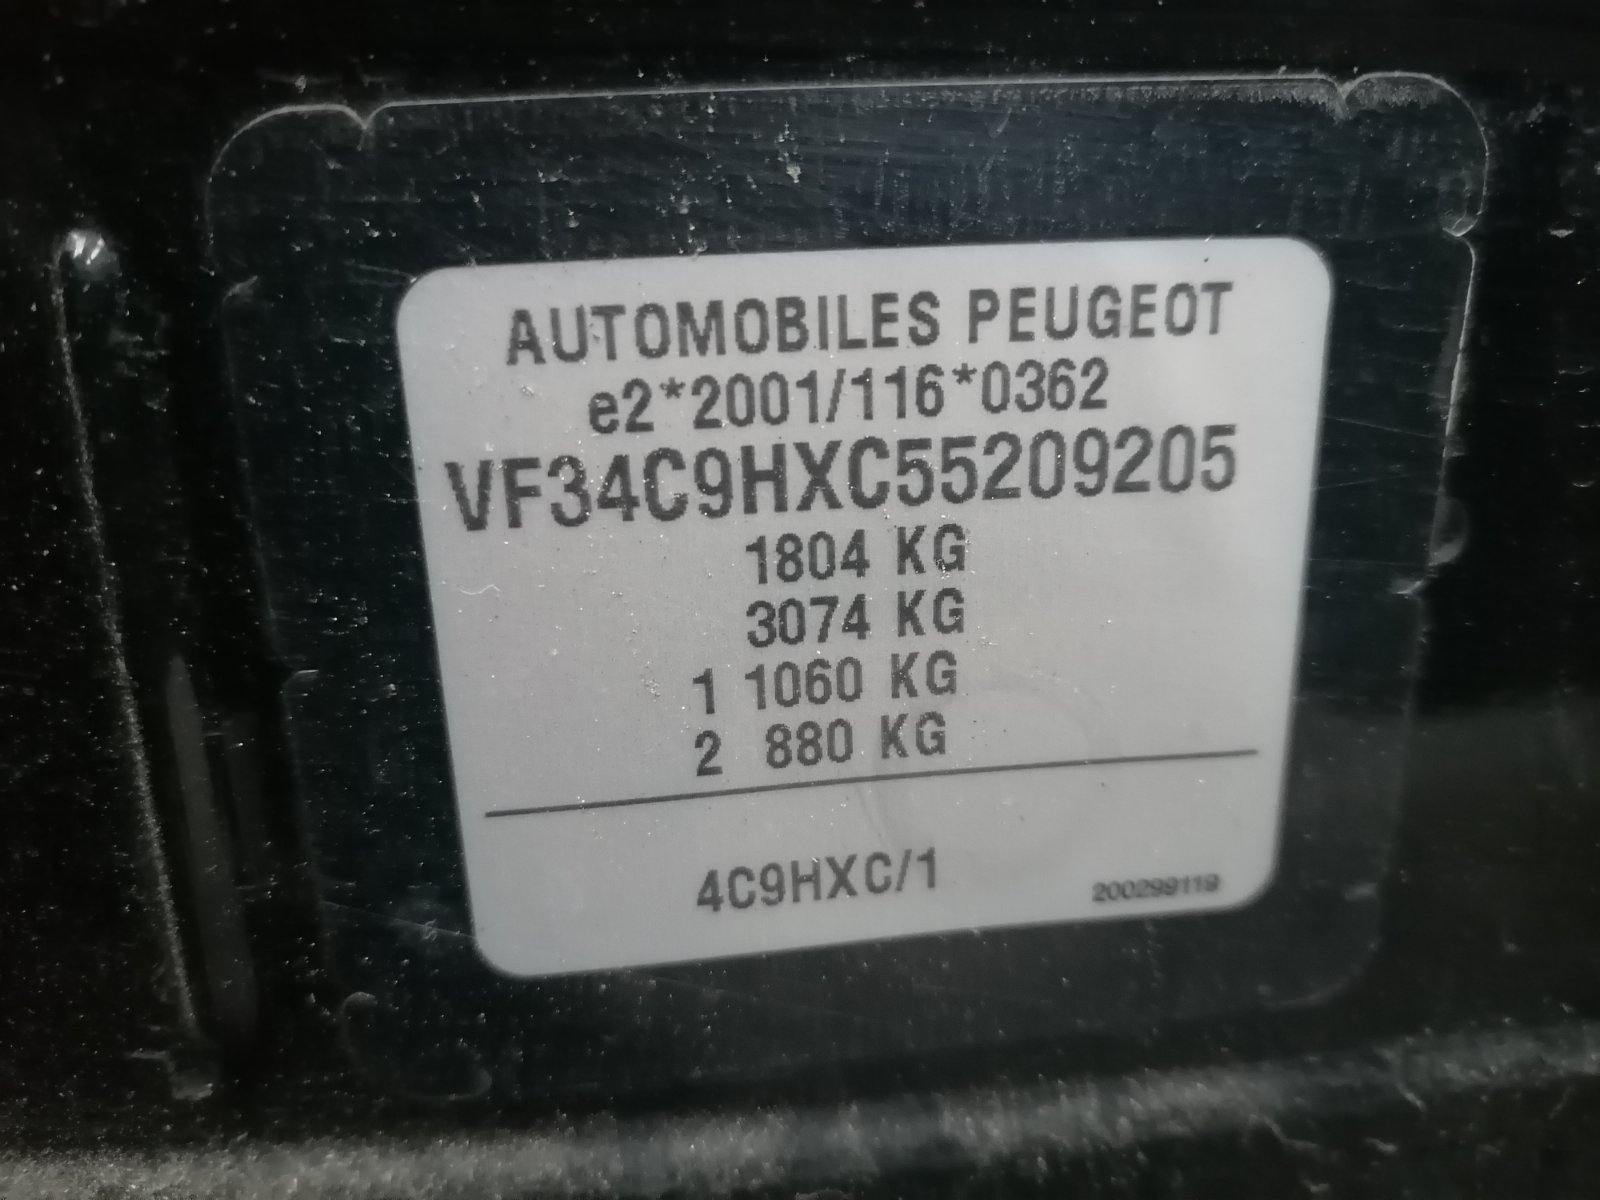 AUTOMOBILES PEUGEOT
e2*2001/116*0362
VF34C9HXC55209205
1804 KG
3074 KG
1 1060 KG
2 880 KG
4C9HXC/1
200299119